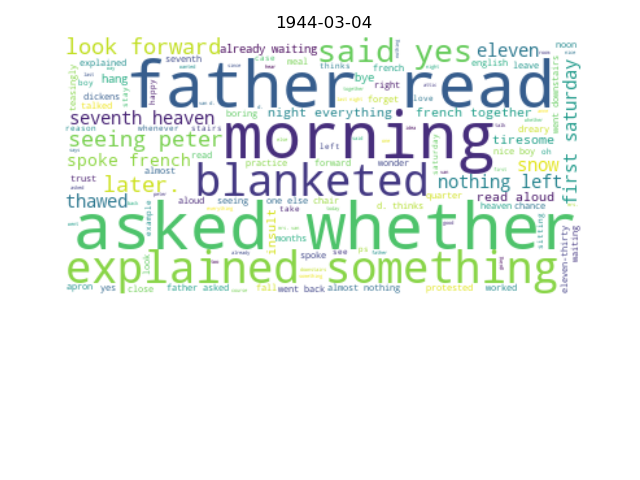 1944-03-04
look forward already waiting said yes eleven noon
explained seventh case meal thinks french english leave
teasingly boy hang happy father read bye right went downstairs
dickens stay forget love
talked boring night everything french together first saturday
seventh heaven morning
reason whenever stairs left dreary
seeing peter tiresome
spoke french practice forward wonder saturday nice boy oh
almost snow
trust later. blanketed nothing left
thawed example aloud seeing one else chair quarter read aloud
insult take heaven chance
asked whether months sitting
look spoke see ps eleven-thirty waiting
explained something
apron yes close father asked fall went back almost nothing protested worked
d. thinks